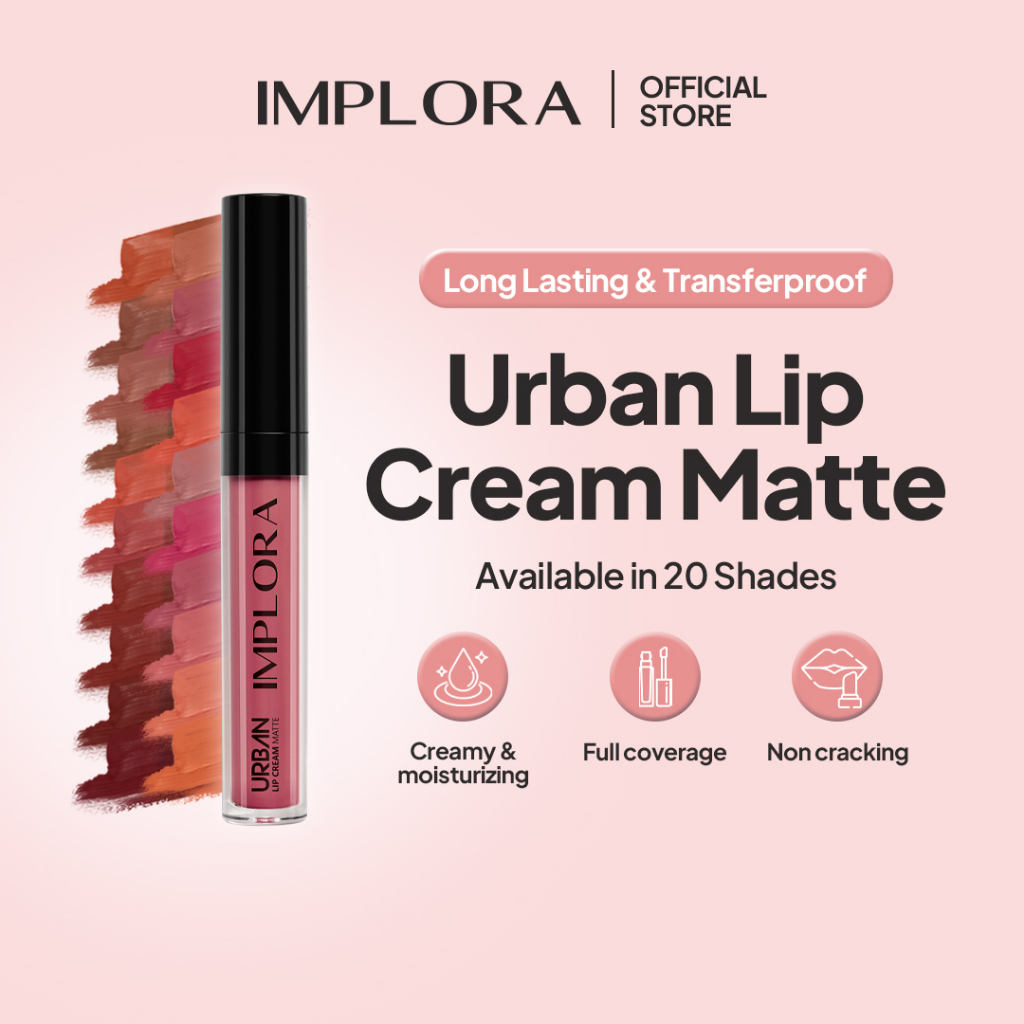 IMPLORA
OFFICIAL
STORE
Long Lasting & Transferproof
Urban Lip
Cream Matte
Available in 20 Shades
Creamy &
moisturizing
Full coverage
Non cracking
IMPLORA
URBAN
LIP CREAM MATTE